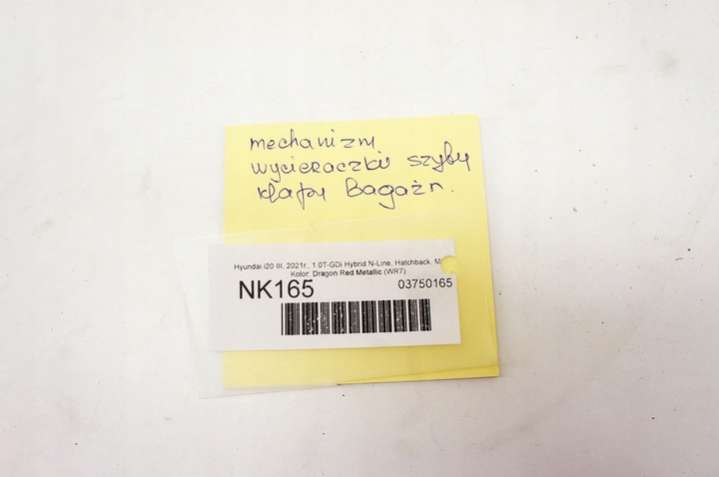 mechanizm
wycieraczki szyby
klapy Bagażn.
Hyundai i20 III, 2021r., 1.0T-GDi Hybrid N-Line, Hatchback,
Kolor: Dragon Red Metallic (WR7)
NK165 03750165